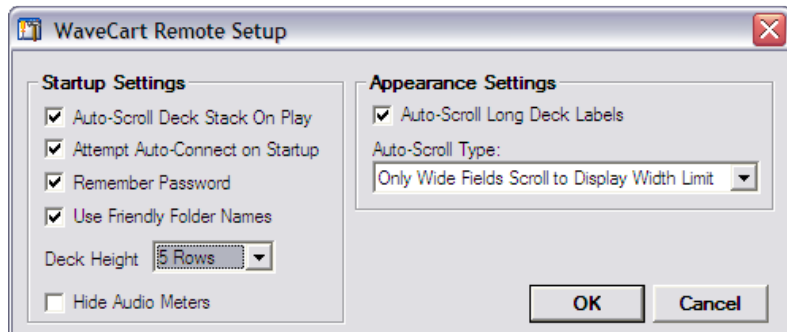 WaveCart Remote Setup
Startup Settings
Auto-Scroll Deck Stack On Play
Attempt Auto-Connect on Startup
Remember Password
Use Friendly Folder Names
Deck Height 5 Rows
Hide Audio Meters
Appearance Settings
Auto-Scroll Long Deck Labels
Auto-Scroll Type:
Only Wide Fields Scroll to Display Width Limit
OK Cancel